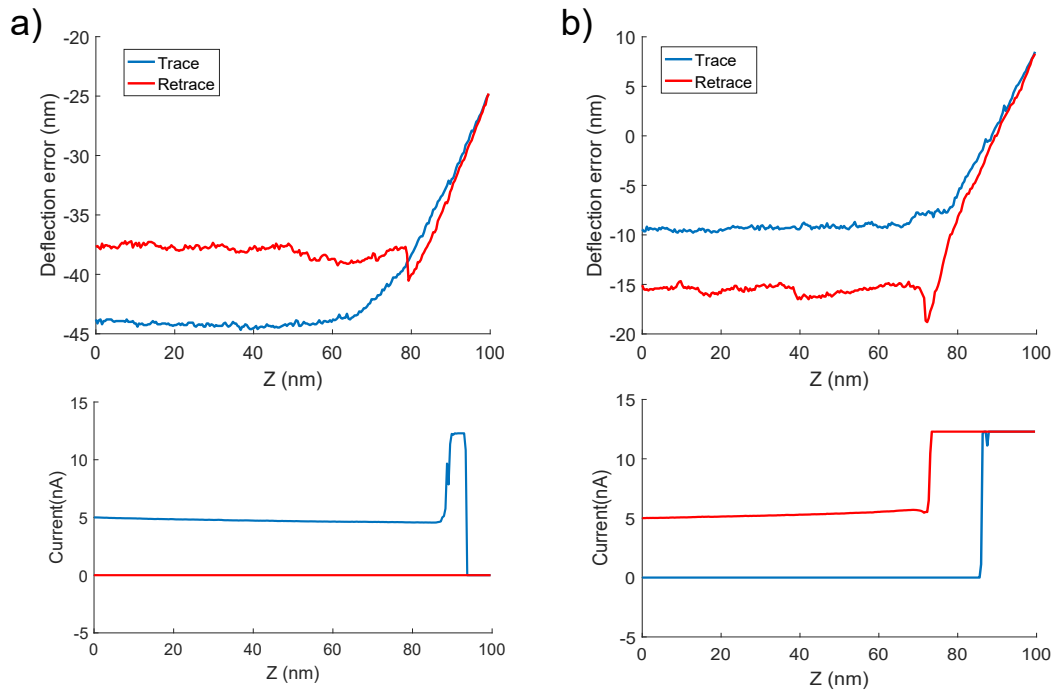 a)
-20
-25
-30
-35
-40
-45
Deflection error (nm)
Trace
Retrace
0 20 40 60 80 100
Z (nm)
15
10
5
0
-5
Current(nA)
0 20 40 60 80 100
Z (nm)
b)
10
5
0
-5
-10
-15
-20
Deflection error (nm)
Trace
Retrace
0 20 40 60 80 100
Z (nm)
15
10
5
0
-5
Current(nA)
0 20 40 60 80 100
Z (nm)